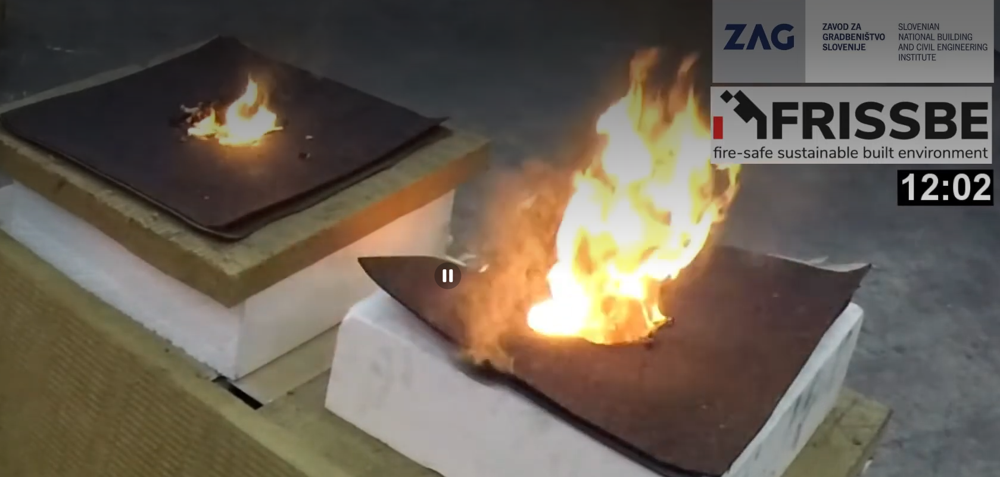 ZAG
ZAVOD ZA
GRADBENIŠTVO
SLOVENIJE
SLOVENIAN
NATIONAL BUILDING
AND CIVIL ENGINEERING
INSTITUTE
FRISSBE
fire-safe sustainable built environment
12:02